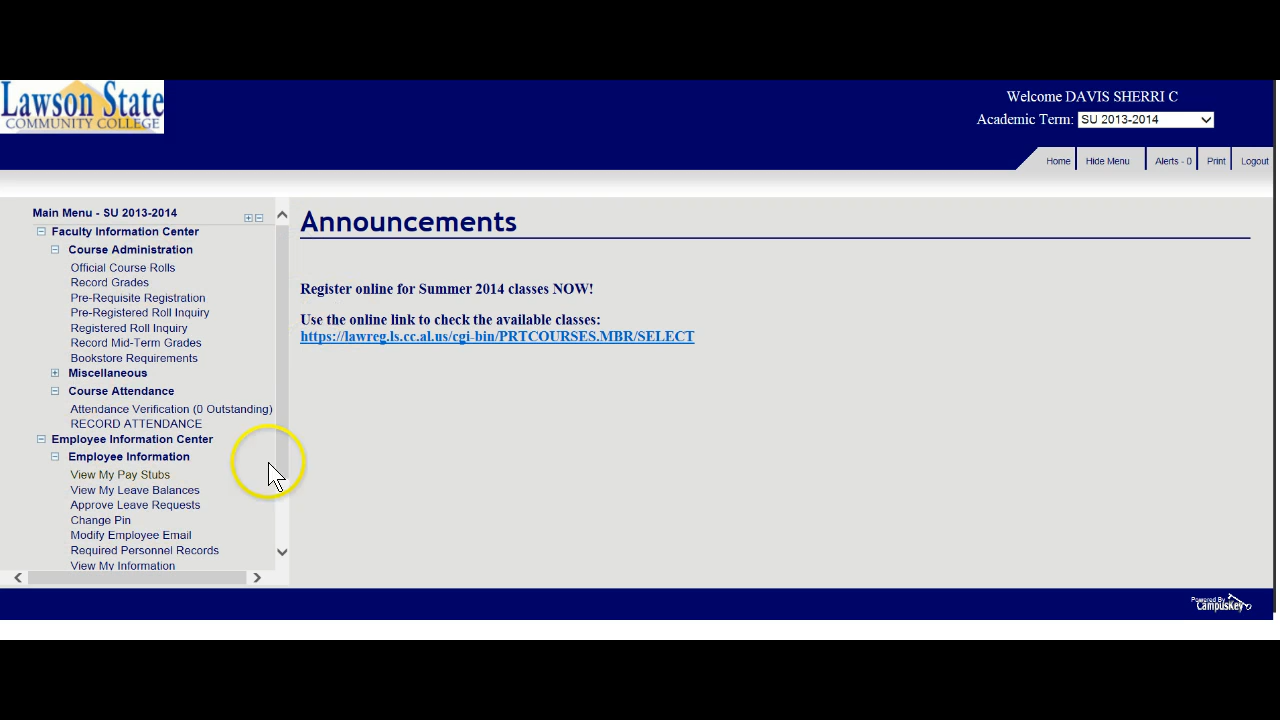 Lawson State
COMMUNITY COLLEGE
Welcome DAVIS SHERRI C
Academic Term: SU 2013-2014
Home Hide Menu Alerts - 0 Print Logout
Main Menu - SU 2013-2014
Faculty Information Center
Course Administration
Official Course Rolls
Record Grades
Pre-Requisite Registration
Pre-Registered Roll Inquiry
Registered Roll Inquiry
Record Mid-Term Grades
Bookstore Requirements
Miscellaneous
Course Attendance
Attendance Verification (0 Outstanding)
RECORD ATTENDANCE
Employee Information Center
Employee Information
View My Pay Stubs
View My Leave Balances
Approve Leave Requests
Change Pin
Modify Employee Email
Required Personnel Records
View My Information
Announcements
Register online for Summer 2014 classes NOW!
Use the online link to check the available classes:
https://lawreg.ls.cc.al.us/cgi-bin/PRTCOURSES.MBR/SELECT
Powered By
CampusKey